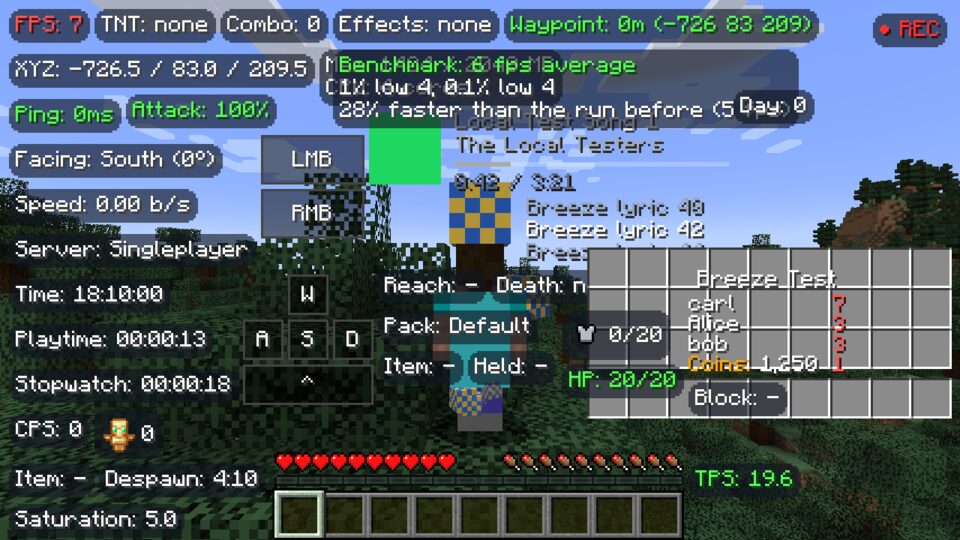 FPS: 7 TNT: none Combo: 0 Effects: none Waypoint: 0m (-726 83 209) REC
XYZ: -726.5 / 83.0 / 209.5
Benchmark: 6 fps average
1% low 4, 0.1% low 4
28% faster than the run before (5
Day: 0
Ping: 0ms Attack: 100%
Local Test Song 1
The Local Testers
Facing: South (0°) LMB
0:42 / 3:21
Speed: 0.00 b/s RMB
Breeze lyric 40
Breeze lyric 42
Breeze
Server: Singleplayer
Breeze Test
carl 7
Alice 3
bob 3
Coins: 1,250 1
Time: 18:10:00 W
Reach: - Death: n
Playtime: 00:00:13 A S D
Pack: Default
0/20
Stopwatch: 00:00:18 ^
Item: - Held: -
HP: 20/20
Block: -
CPS: 0 0
Item: - Despawn: 4:10
TPS: 19.6
Saturation: 5.0